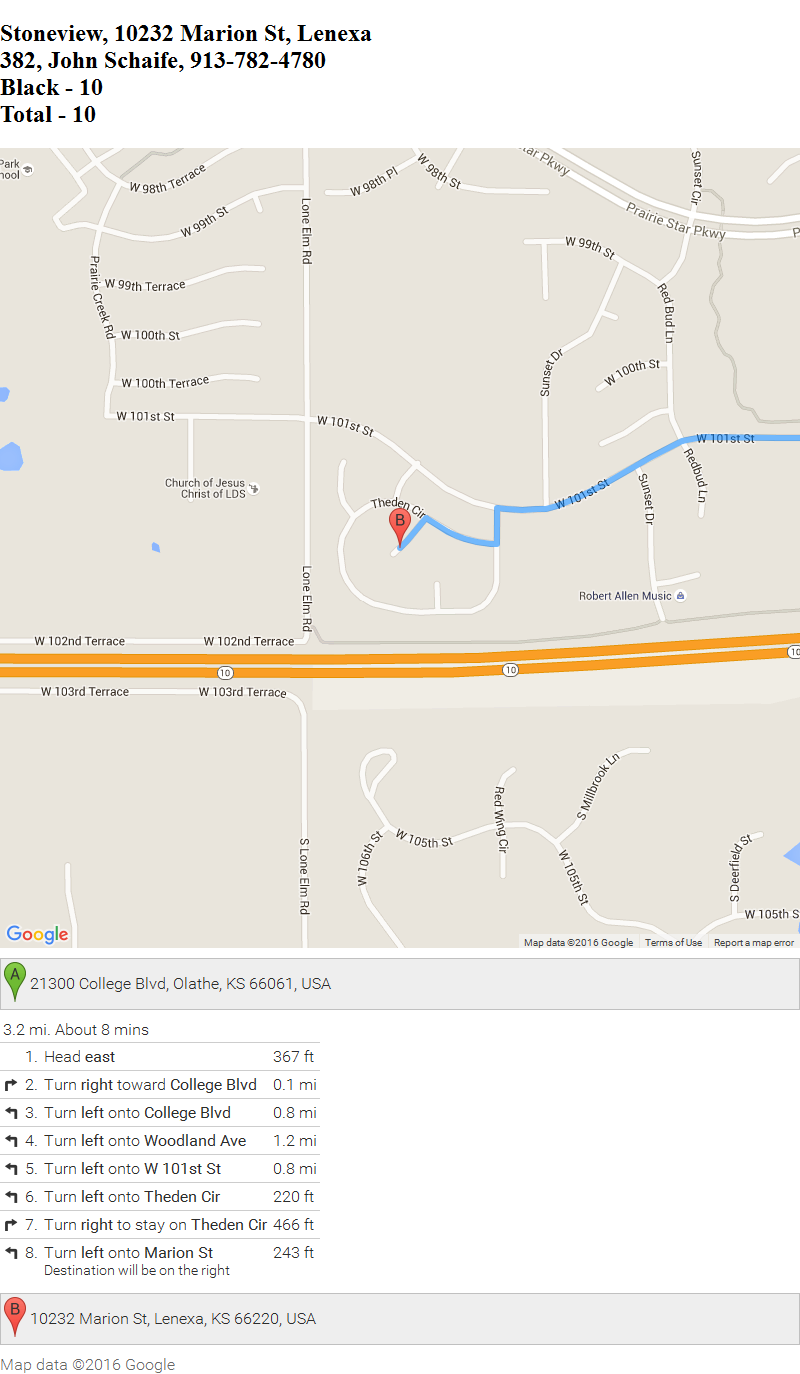 Stoneview, 10232 Marion St, Lenexa
382, John Schaife, 913-782-4780
Black - 10
Total - 10
Park
W 98th Terrace
W 98th Pl
W 98th St
Star Pkwy
Sunset Cir
W 99th St
Lone Elm Rd
Prairie Star Pkwy
W 99th St
Prairie Creek Rd
W 99th Terrace
Red Bud Ln
W 100th St
Sunset Dr
W 100th St
W 100th Terrace
W 101st St
W 101st St
W 101st St
Redbud Ln
Church of Jesus
Christ of LDS
Theden Cir
W 101st St
Sunset Dr
B
Lone Elm Rd
Robert Allen Music
W 102nd Terrace
W 102nd Terrace
10
10
10
W 103rd Terrace
W 103rd Terrace
S Millbrook Ln
Red Wing Cir
W 105th St
W 106th St
S Lone Elm Rd
W 105th St
S Deerfield St
W 105th S
Google
Map data ©2016 Google
Terms of Use
Report a map error
A
21300 College Blvd, Olathe, KS 66061, USA
3.2 mi. About 8 mins
1. Head east 367 ft
2. Turn right toward College Blvd 0.1 mi
3. Turn left onto College Blvd 0.8 mi
4. Turn left onto Woodland Ave 1.2 mi
5. Turn left onto W 101st St 0.8 mi
6. Turn left onto Theden Cir 220 ft
7. Turn right to stay on Theden Cir 466 ft
8. Turn left onto Marion St 243 ft
Destination will be on the right
B
10232 Marion St, Lenexa, KS 66220, USA
Map data ©2016 Google